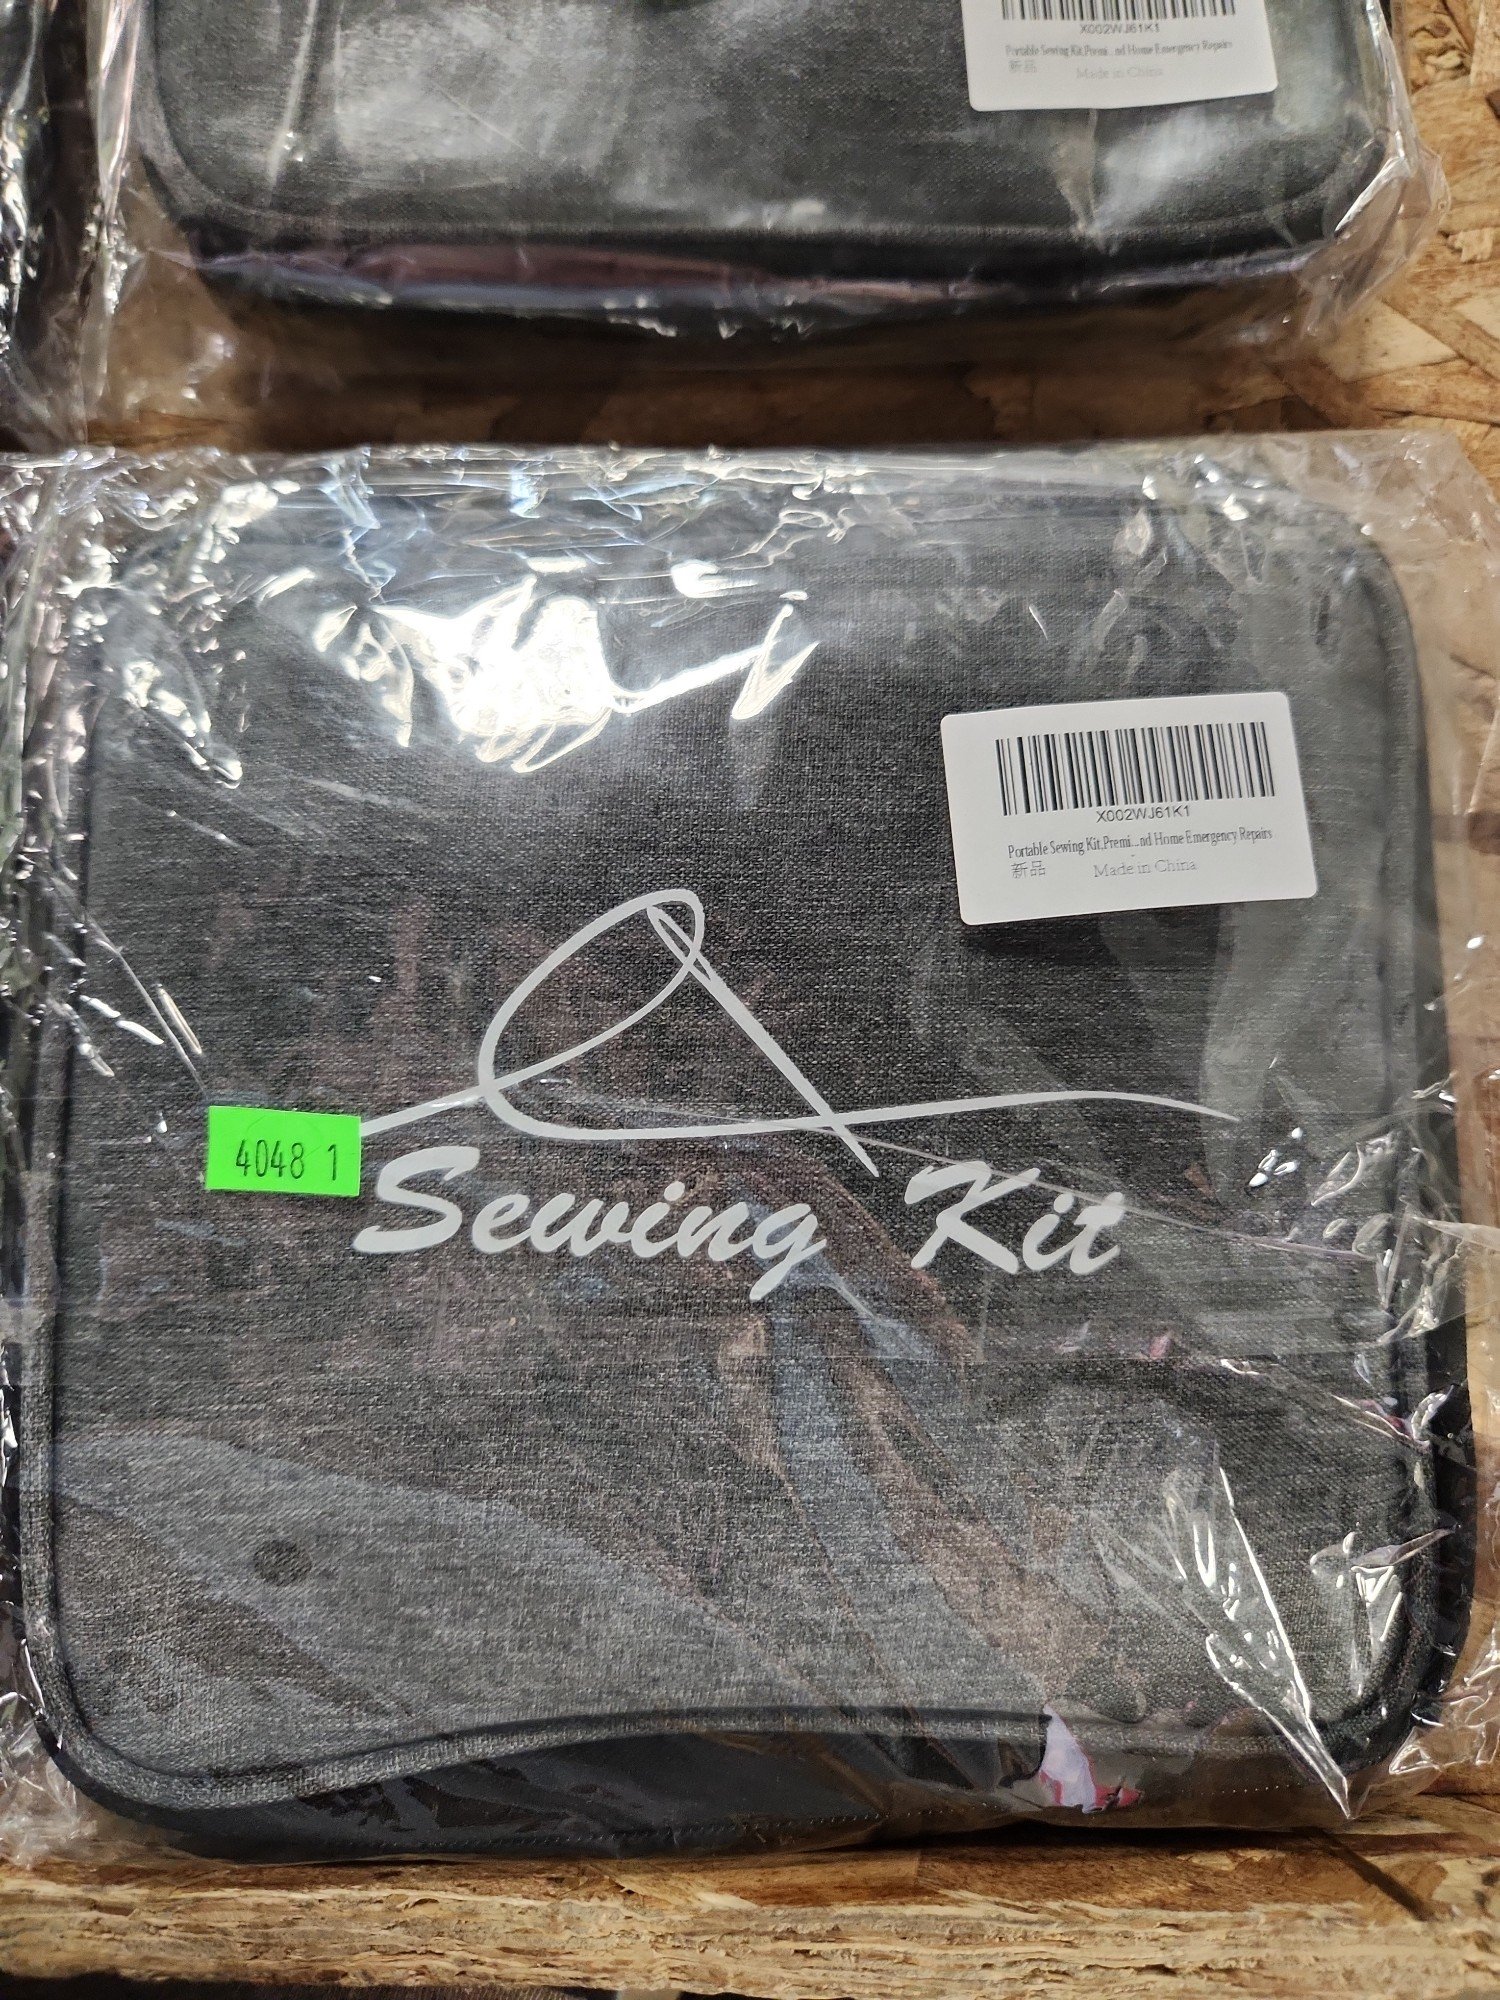 X002WJ61K1
Portable Sewing Kit,Premi...nd Home Emergency Repairs
新品 Made in China
X002WJ61K1
Portable Sewing Kit,Premi...nd Home Emergency Repairs
新品 Made in China
4048 1
Sewing Kit